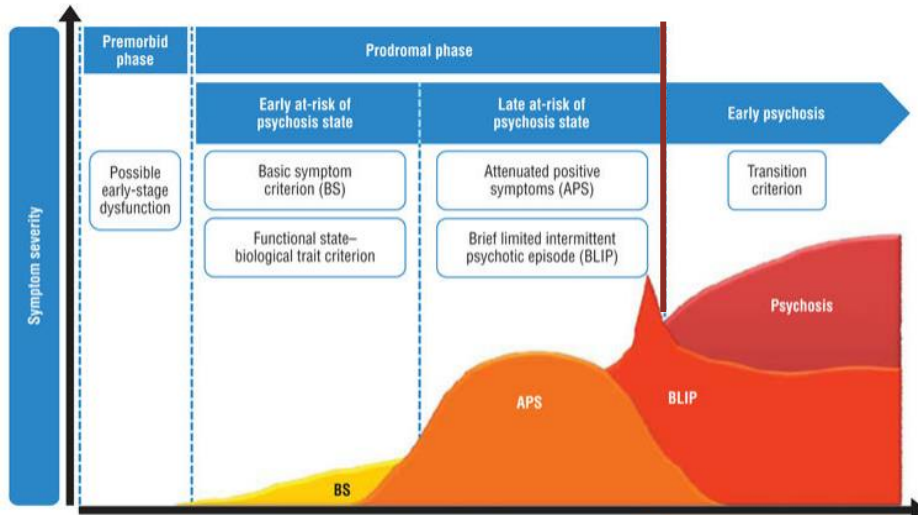 Premorbid
phase
Prodromal phase
Early at-risk of
psychosis state
Late at-risk of
psychosis state
Early psychosis
Possible
early-stage
dysfunction
Basic symptom
criterion (BS)
Attenuated positive
symptoms (APS)
Transition
criterion
Functional state–
biological trait criterion
Brief limited intermittent
psychotic episode (BLIP)
Symptom severity
Psychosis
APS
BLIP
BS